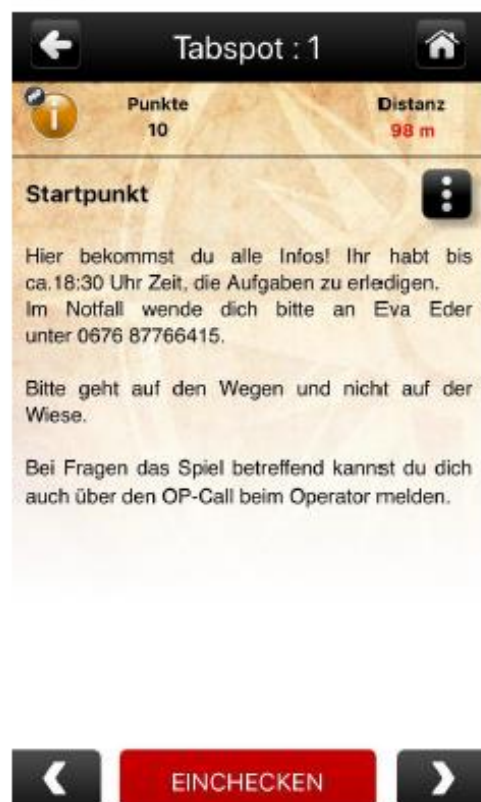 Tabspot : 1
Punkte
10
Distanz
98 m
Startpunkt
Hier bekommst du alle Infos! Ihr habt bis
ca.18:30 Uhr Zeit, die Aufgaben zu erledigen.
Im Notfall wende dich bitte an Eva Eder
unter 0676 87766415.
Bitte geht auf den Wegen und nicht auf der
Wiese.
Bei Fragen das Spiel betreffend kannst du dich
auch über den OP-Call beim Operator melden.
EINCHECKEN